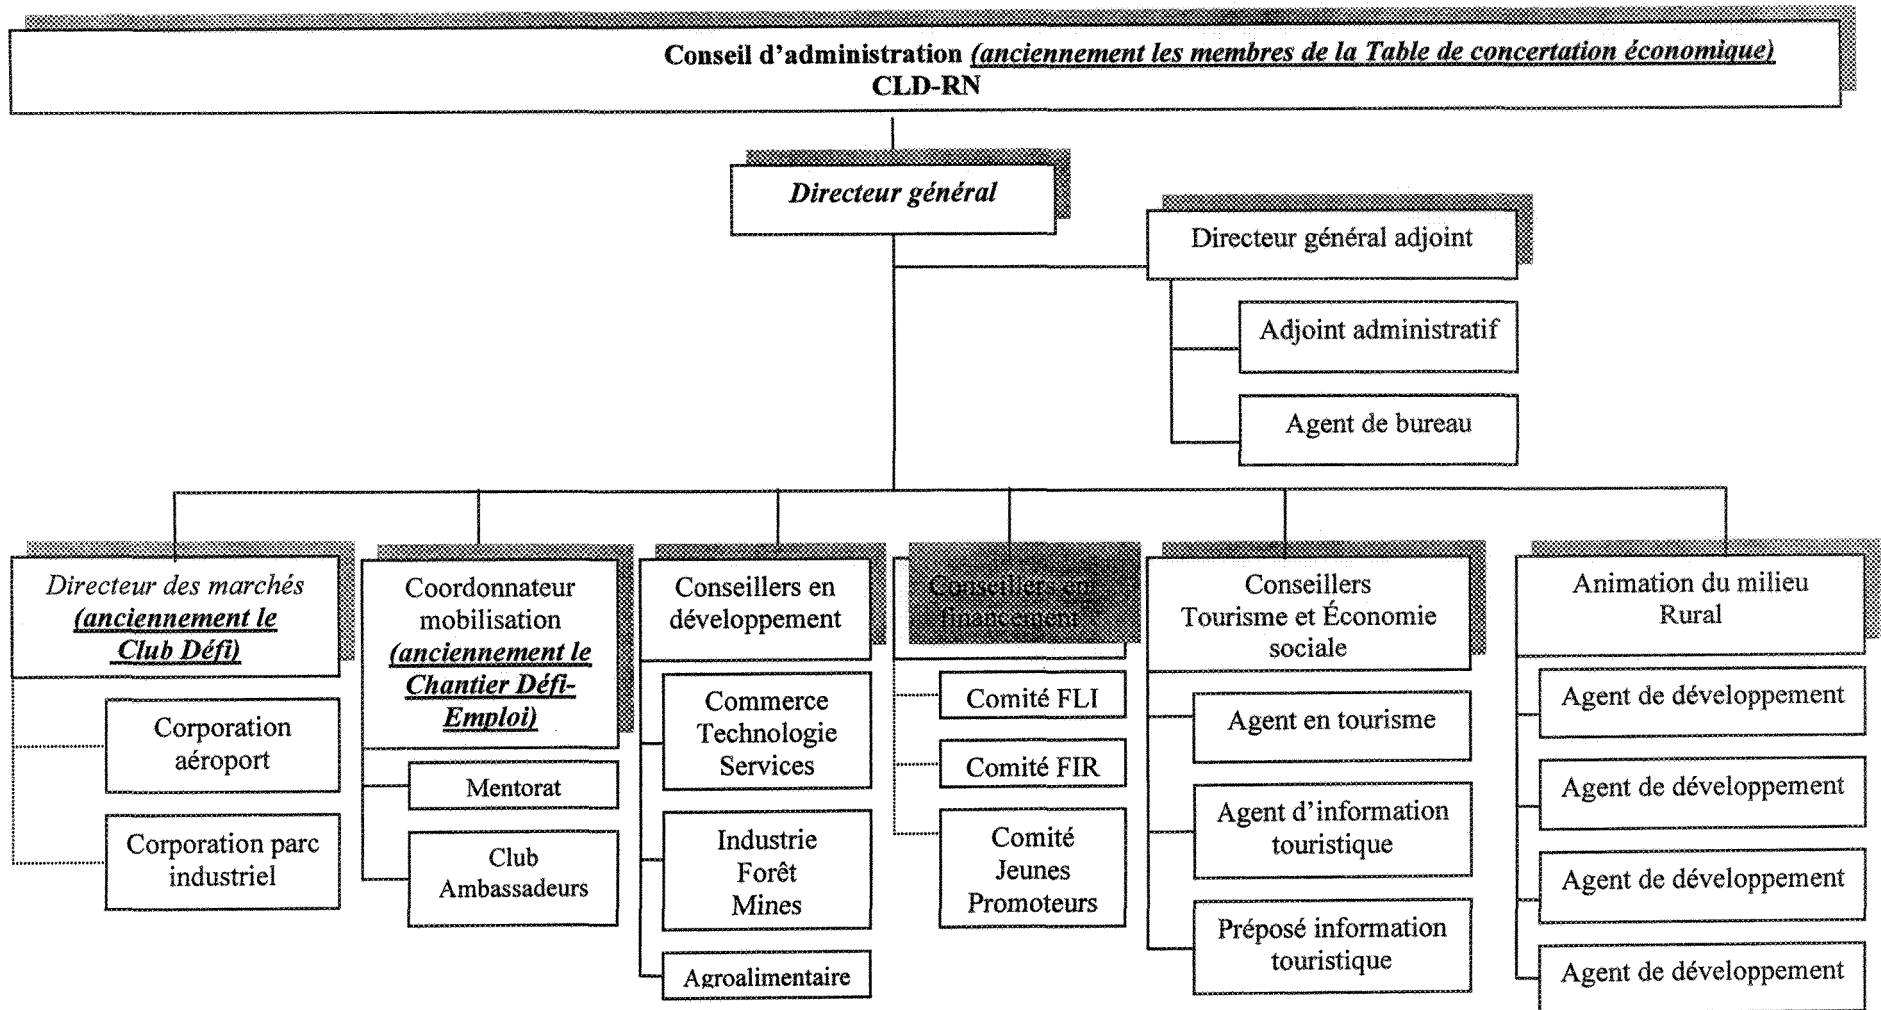 Conseil d'administration (anciennement les membres de la Table de concertation économique)
CLD-RN
Directeur général
Directeur général adjoint
Adjoint administratif
Agent de bureau
Directeur des marchés
(anciennement le
Club Défi)
Corporation
aéroport
Corporation parc
industriel
Coordonnateur
mobilisation
(anciennement le
Chantier Défi-
Emploi)
Mentorat
Club
Ambassadeurs
Conseillers en
développement
Commerce
Technologie
Services
Industrie
Forêt
Mines
Agroalimentaire
Conseillers en
financement
Comité FLI
Comité FIR
Comité
Jeunes
Promoteurs
Conseillers
Tourisme et Économie
sociale
Agent en tourisme
Agent d'information
touristique
Préposé information
touristique
Animation du milieu
Rural
Agent de développement
Agent de développement
Agent de développement
Agent de développement